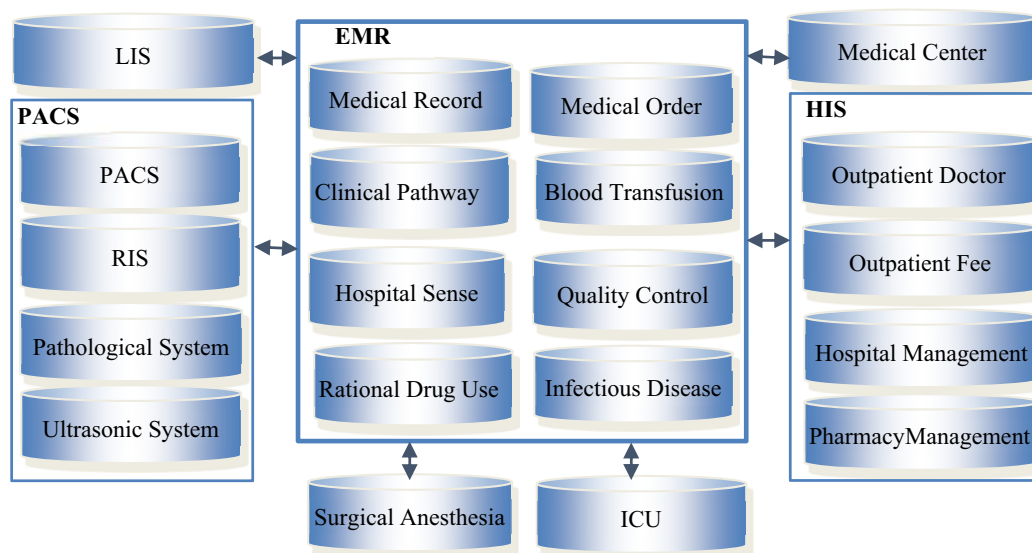 LIS
PACS
PACS
RIS
Pathological System
Ultrasonic System
EMR
Medical Record
Medical Order
Clinical Pathway
Blood Transfusion
Hospital Sense
Quality Control
Rational Drug Use
Infectious Disease
Surgical Anesthesia
ICU
Medical Center
HIS
Outpatient Doctor
Outpatient Fee
Hospital Management
PharmacyManagement